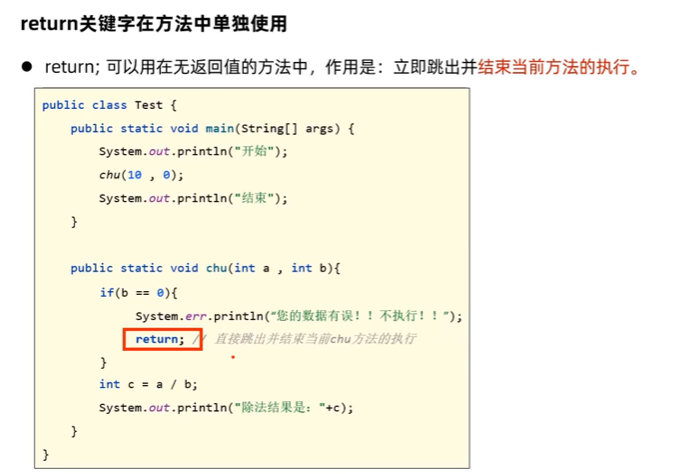 return关键字在方法中单独使用
● return; 可以用在无返回值的方法中，作用是：立即跳出并结束当前方法的执行。
public class Test {
    public static void main(String[] args) {
        System.out.println("开始");
        chu(10 , 0);
        System.out.println("结束");
    }
    public static void chu(int a , int b){
        if(b == 0){
            System.err.println("您的数据有误！！不执行！！");
            return; // 直接跳出并结束当前chu方法的执行
        }
        int c = a / b;
        System.out.println("除法结果是："+c);
    }
}